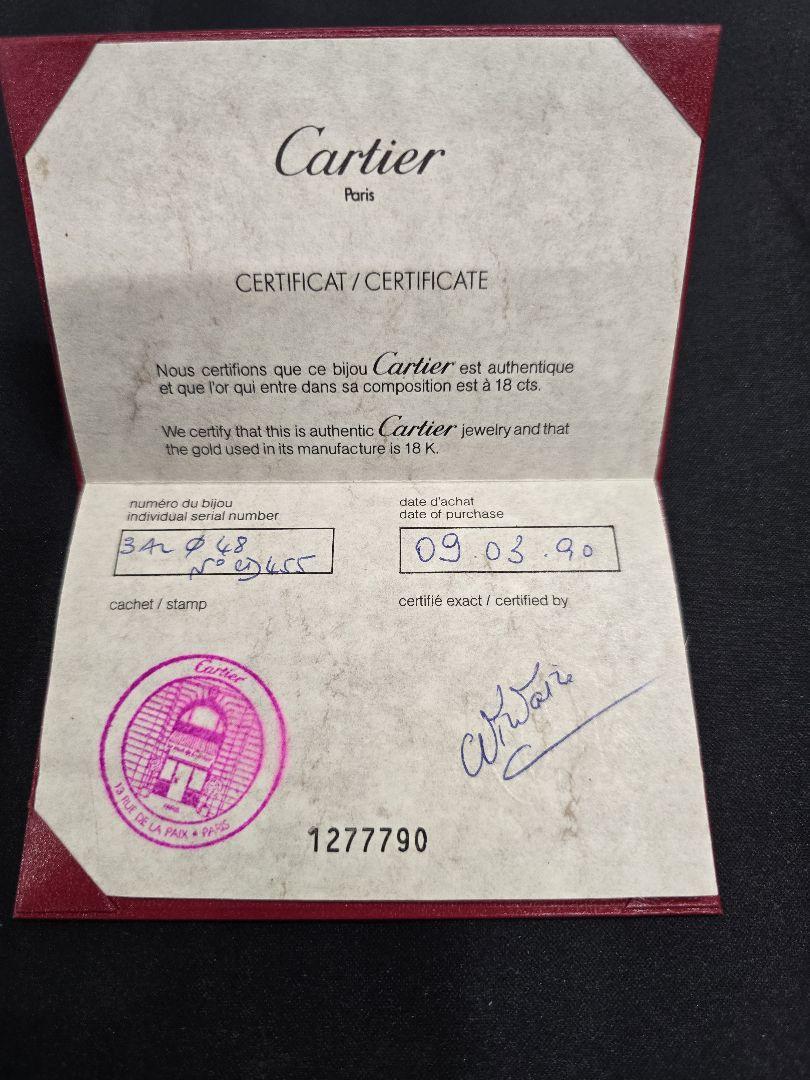 Cartier
Paris
CERTIFICAT / CERTIFICATE
Nous certifions que ce bijou Cartier est authentique
et que l'or qui entre dans sa composition est à 18 cts.
We certify that this is authentic Cartier jewelry and that
the gold used in its manufacture is 18 K.
numéro du bijou
individual serial number
date d'achat
date of purchase
Ø 48
N°
455
09.03.90
cachet / stamp
certifié exact / certified by
Cartier
PARIS
13 RUE DE LA PAIX • PARIS
1277790